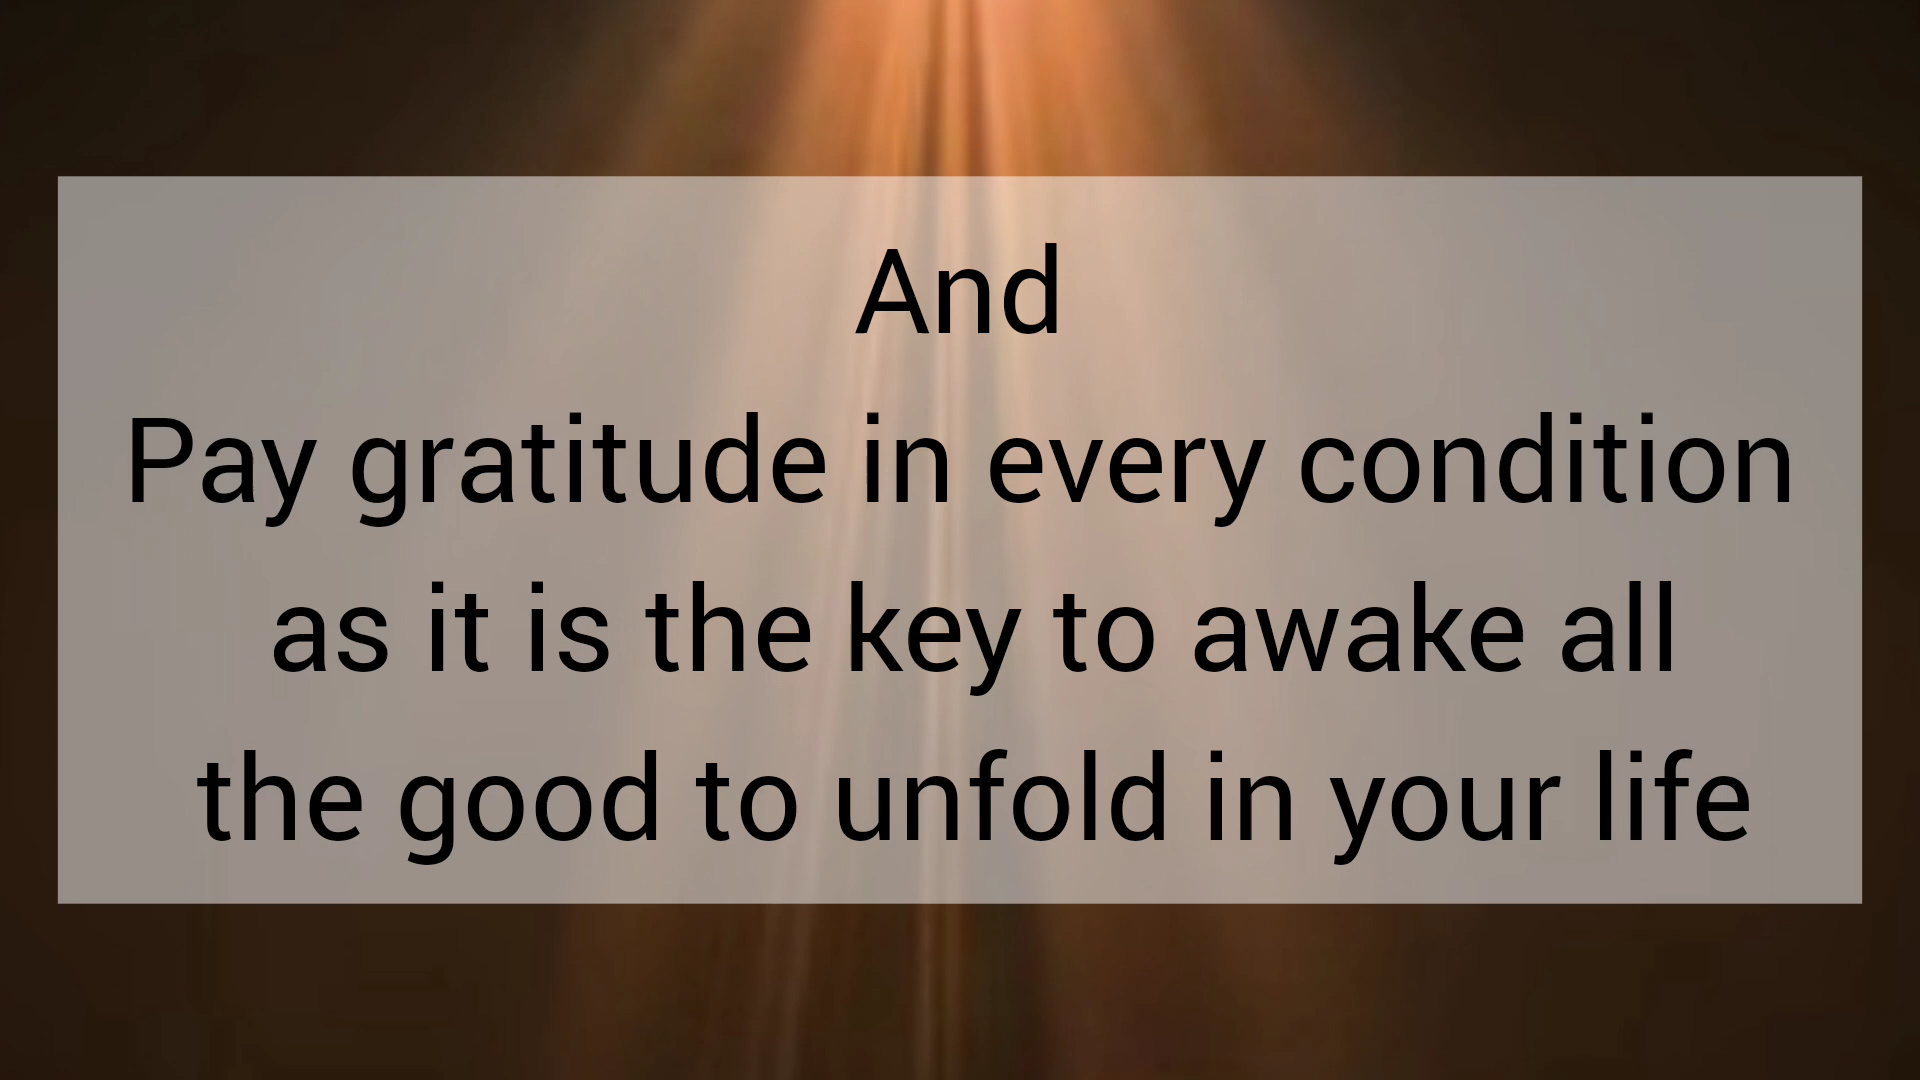 And
Pay gratitude in every condition
as it is the key to awake all
the good to unfold in your life